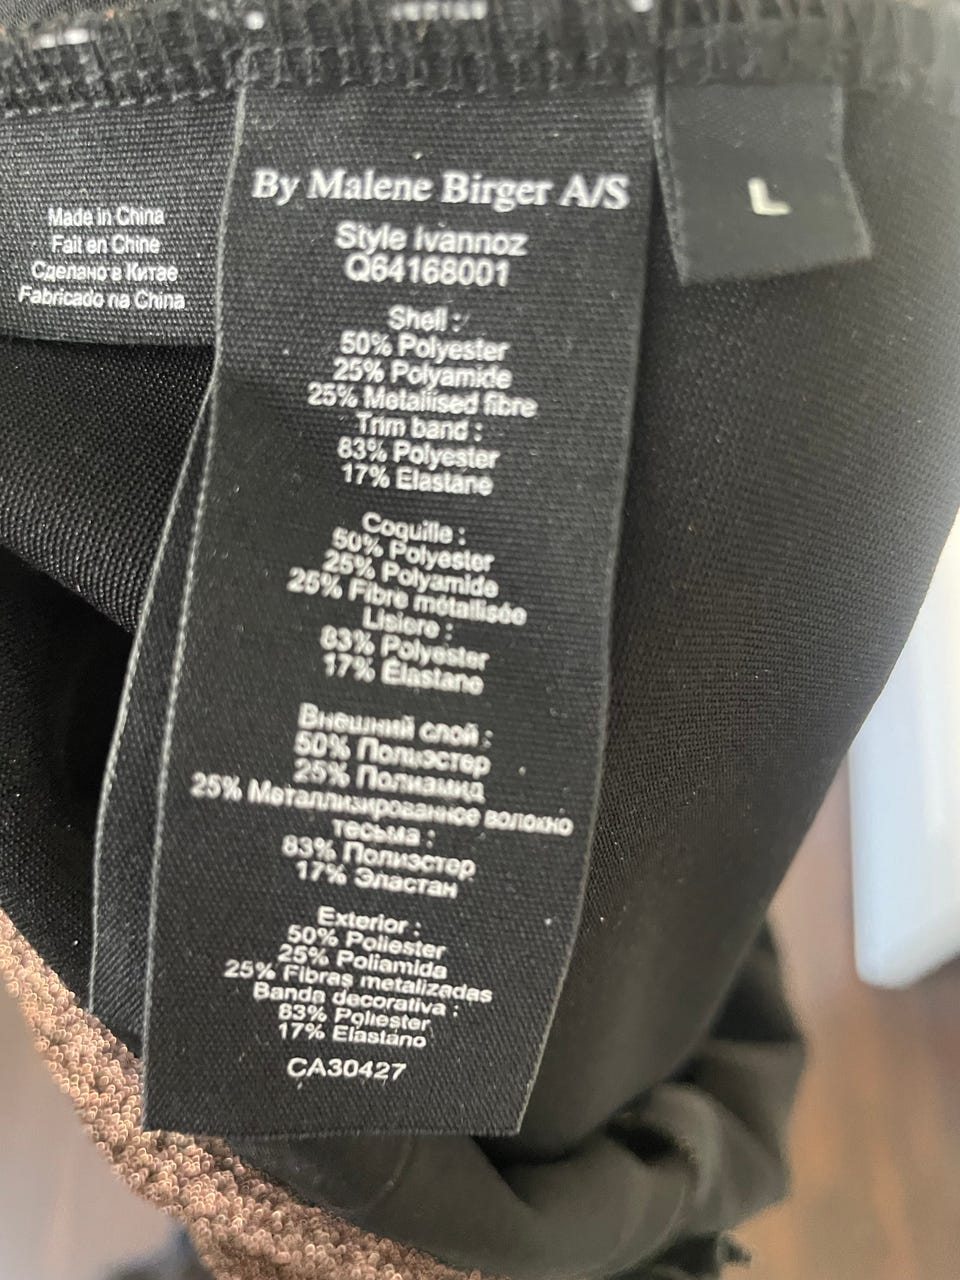 Made in China
Fait en Chine
Сделано в Китае
Fabricado na China
By Malene Birger A/S
Style Ivannoz
Q64168001
Shell :
50% Polyester
25% Polyamide
25% Metallised fibre
Trim band :
83% Polyester
17% Elastane
Coquille :
50% Polyester
25% Polyamide
25% Fibre métallisée
Lisiere :
83% Polyester
17% Élastane
Внешний слой :
50% Полиэстер
25% Полиамид
25% Металлизированное волокно
тесьма :
83% Полиэстер
17% Эластан
Exterior :
50% Poliester
25% Poliamida
25% Fibras metalizadas
Banda decorativa :
83% Poliester
17% Elastano
CA30427
L